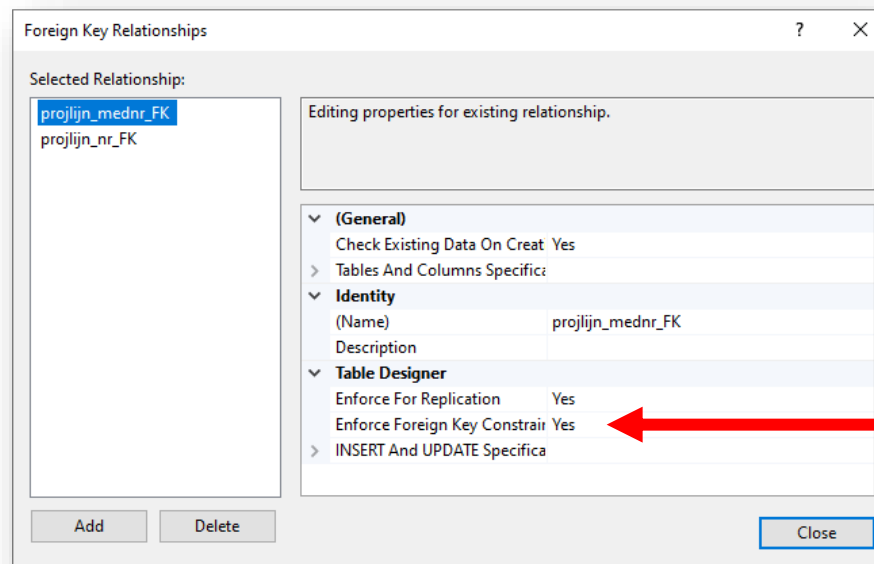 Foreign Key Relationships
?
Selected Relationship:
projlijn_mednr_FK
projlijn_nr_FK
Editing properties for existing relationship.
(General)
Check Existing Data On Creat Yes
Tables And Columns Specifica
Identity
(Name) projlijn_mednr_FK
Description
Table Designer
Enforce For Replication Yes
Enforce Foreign Key Constrair Yes
INSERT And UPDATE Specifica
Add
Delete
Close